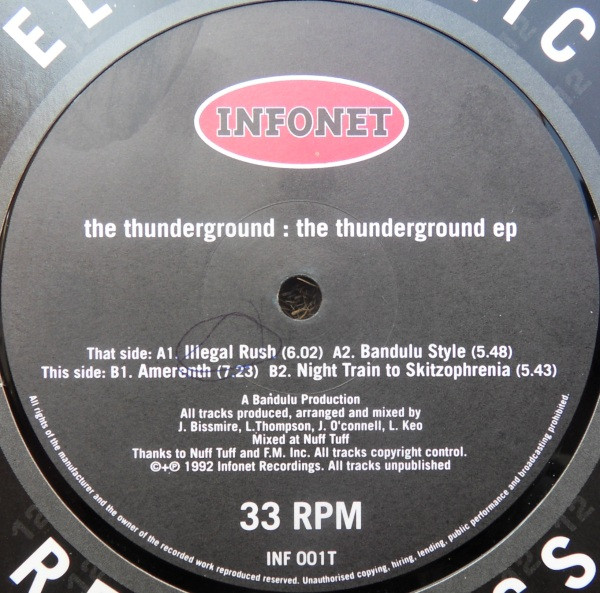 INFONET
the thunderground : the thunderground ep
That side: A1. Illegal Rush (6.02) A2. Bandulu Style (5.48)
This side: B1. Amerenth (7.23) B2. Night Train to Skitzophrenia (5.43)
A Bandulu Production
All tracks produced, arranged and mixed by
J. Bissmire, L.Thompson, J. O'connell, L. Keo
Mixed at Nuff Tuff
Thanks to Nuff Tuff and F.M. Inc. All tracks copyright control.
©+℗ 1992 Infonet Recordings. All tracks unpublished
All rights of the manufacturer and the owner of the recorded work reproduced reserved. Unauthorised copying, hiring, lending, public performance and broadcasting prohibited.
33 RPM
INF 001T